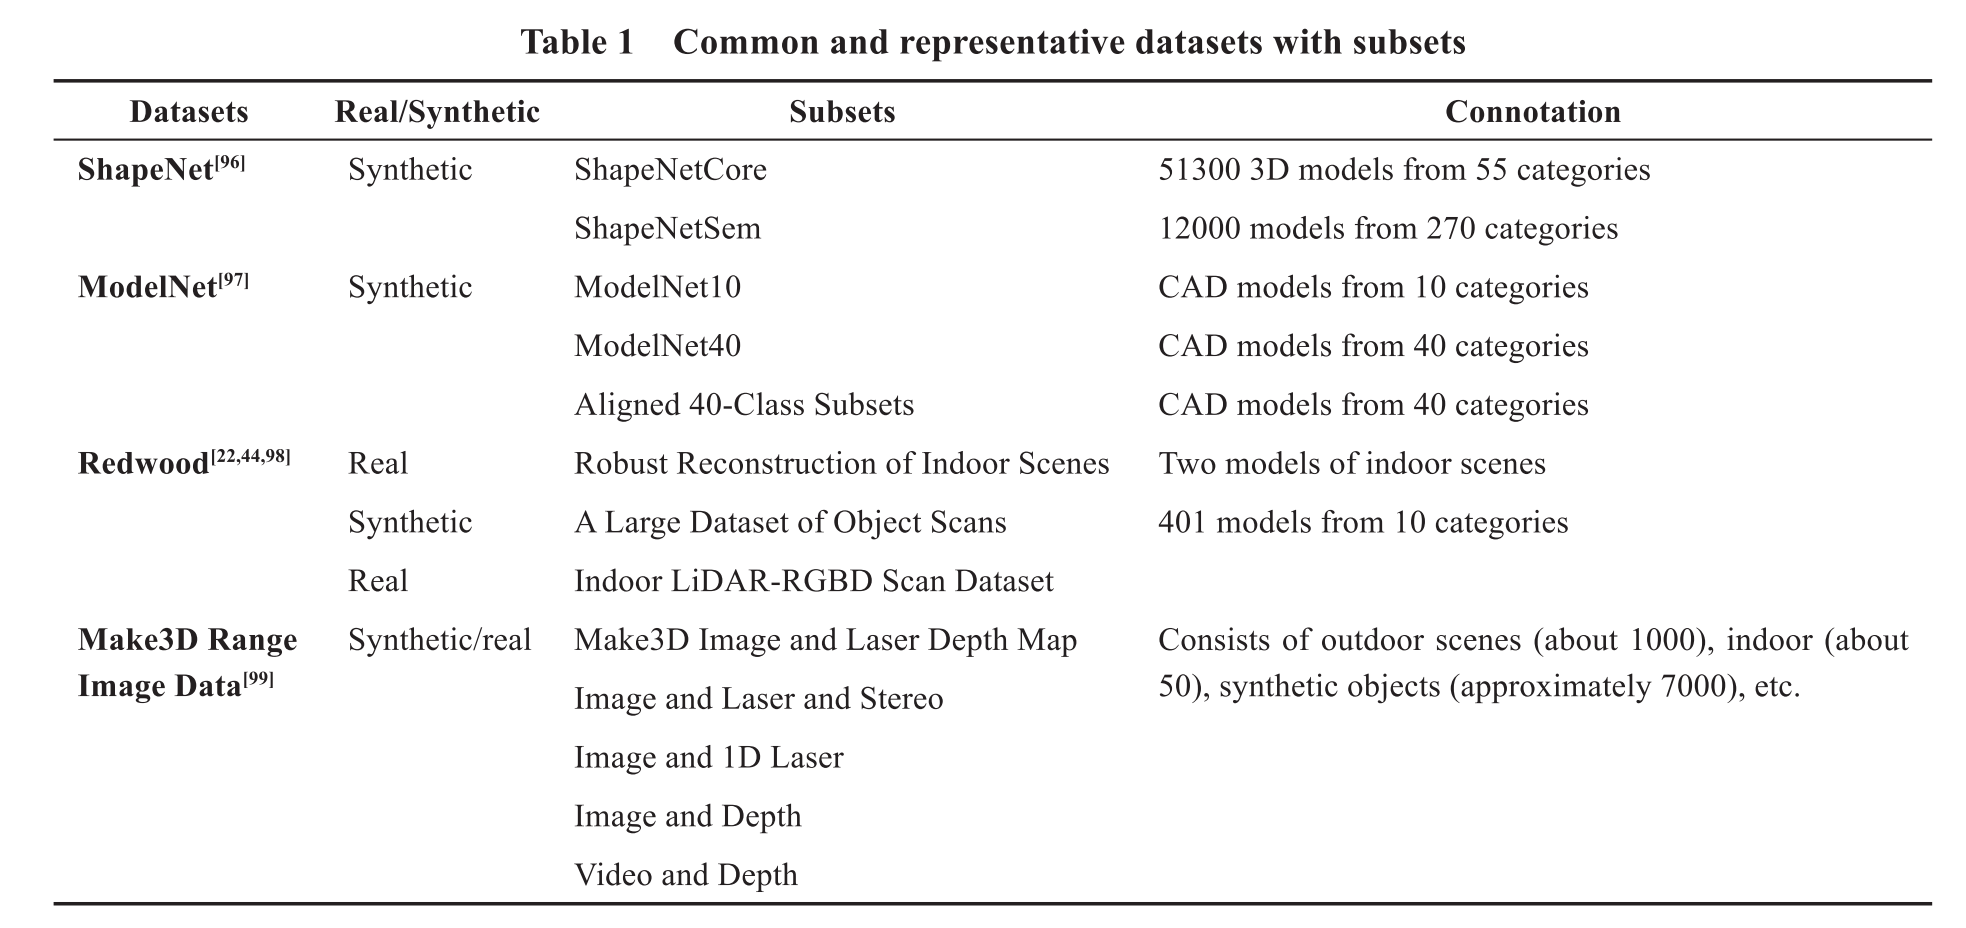 Table 1 Common and representative datasets with subsets
Datasets Real/Synthetic Subsets Connotation
ShapeNet[96] Synthetic ShapeNetCore 51300 3D models from 55 categories
ShapeNetSem 12000 models from 270 categories
ModelNet[97] Synthetic ModelNet10 CAD models from 10 categories
ModelNet40 CAD models from 40 categories
Aligned 40-Class Subsets CAD models from 40 categories
Redwood[22,44,98] Real Robust Reconstruction of Indoor Scenes Two models of indoor scenes
Synthetic A Large Dataset of Object Scans 401 models from 10 categories
Real Indoor LiDAR-RGBD Scan Dataset
Make3D Range Synthetic/real Make3D Image and Laser Depth Map Consists of outdoor scenes (about 1000), indoor (about
Image Data[99] Image and Laser and Stereo 50), synthetic objects (approximately 7000), etc.
Image and 1D Laser
Image and Depth
Video and Depth